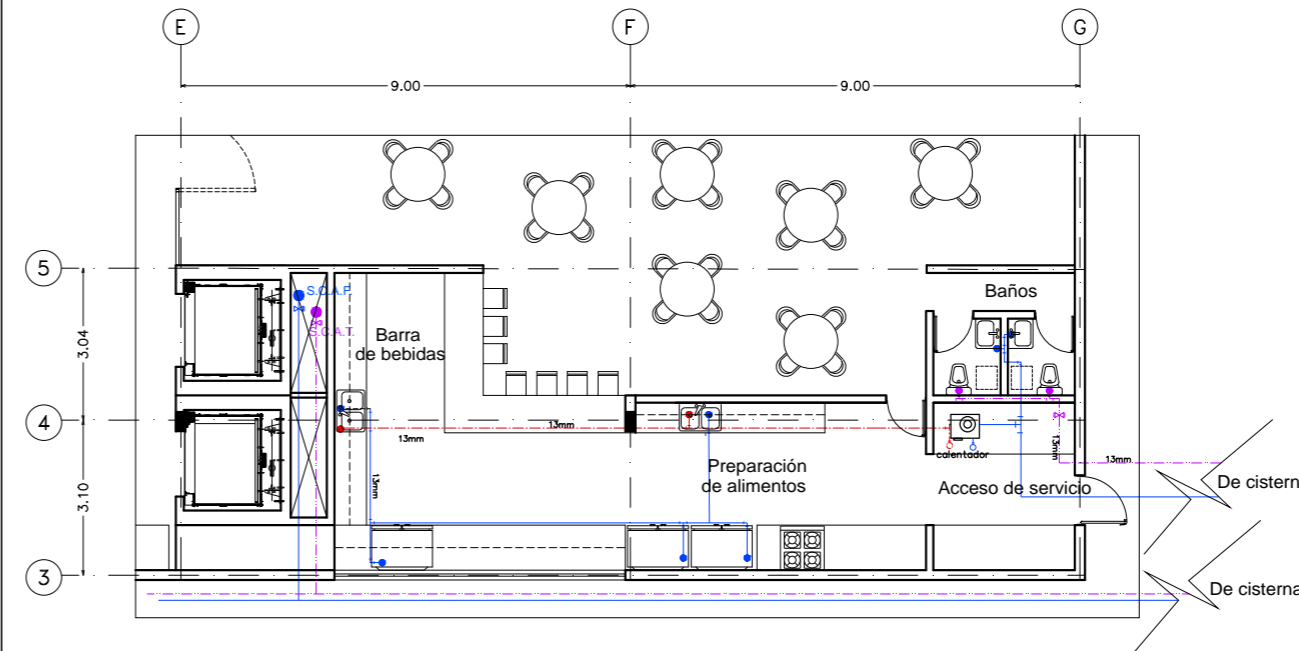 E
F
G
9.00
9.00
5
S.C.A.P.
S.C.A.T.
Baños
Barra
de bebidas
3.04
4
13mm
13mm
13mm
calentador
13mm
13mm
Preparación
de alimentos
Acceso de servicio
De cistern
3.10
3
De cisterna